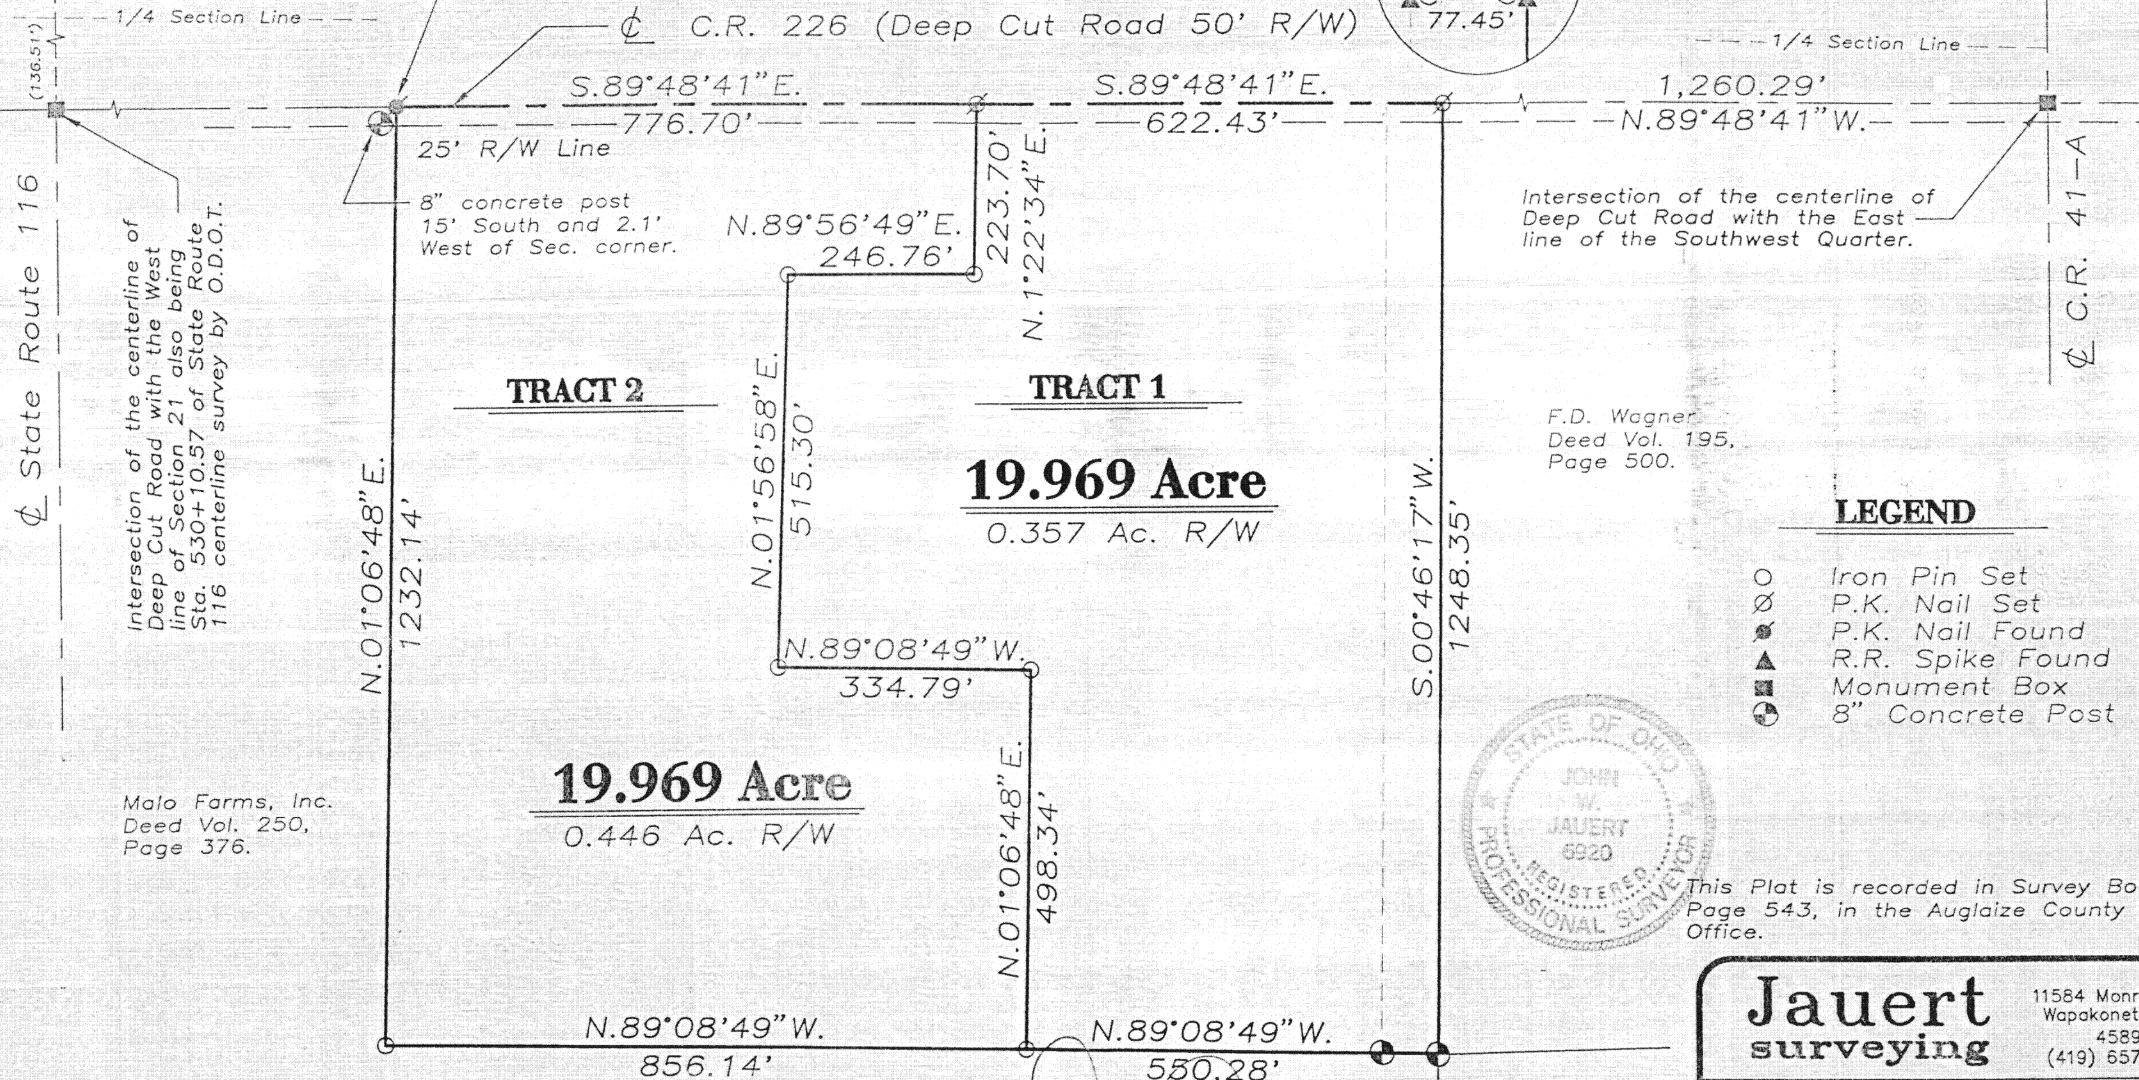 1/4 Section Line
(136.51')
℄ C.R. 226 (Deep Cut Road 50' R/W)
77.45'
1/4 Section Line
S.89°48'41"E.
776.70'
S.89°48'41"E.
622.43'
1,260.29'
N.89°48'41"W.
25' R/W Line
8" concrete post
15' South and 2.1'
West of Sec. corner.
N.89°56'49"E.
246.76'
223.70'
N.1°22'34"E.
Intersection of the centerline of
Deep Cut Road with the East
line of the Southwest Quarter.
℄ C.R. 41-A
℄ State Route 116
Intersection of the centerline of
Deep Cut Road with the West
line of Section 21 also being
Sta. 530+10.57 of State Route
116 centerline survey by O.D.O.T.
TRACT 2
TRACT 1
N.01°56'58"E.
515.30'
19.969 Acre
0.357 Ac. R/W
F.D. Wagner
Deed Vol. 195,
Page 500.
N.01°06'48"E.
1232.14'
S.00°46'17"W.
1248.35'
LEGEND
Iron Pin Set
P.K. Nail Set
P.K. Nail Found
R.R. Spike Found
Monument Box
8" Concrete Post
N.89°08'49"W.
334.79'
19.969 Acre
0.446 Ac. R/W
N.01°06'48"E.
498.34'
Malo Farms, Inc.
Deed Vol. 250,
Page 376.
STATE OF OHIO
JOHN
W.
JAUERT
6920
REGISTERED
PROFESSIONAL SURVEYOR
This Plat is recorded in Survey Bo
Page 543, in the Auglaize County
Office.
N.89°08'49"W.
856.14'
N.89°08'49"W.
550.28'
Jauert
surveying
11584 Monr
Wapakonet
4589
(419) 657